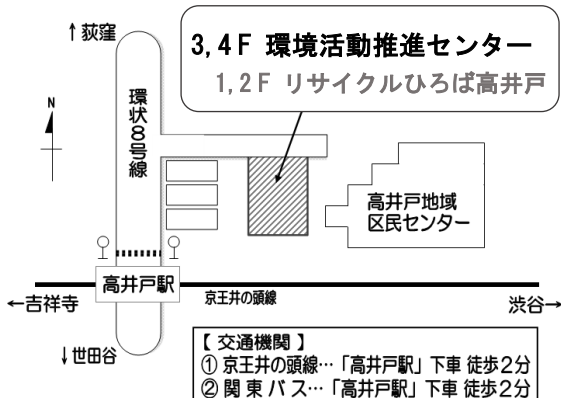 ↑荻窪
3,4F 環境活動推進センター
1,2F リサイクルひろば高井戸
N
環状8号線
高井戸地域
区民センター
高井戸駅
京王井の頭線
←吉祥寺
渋谷→
↓世田谷
【 交通機関 】
① 京王井の頭線…「高井戸駅」下車 徒歩2分
② 関 東 バ ス…「高井戸駅」下車 徒歩2分